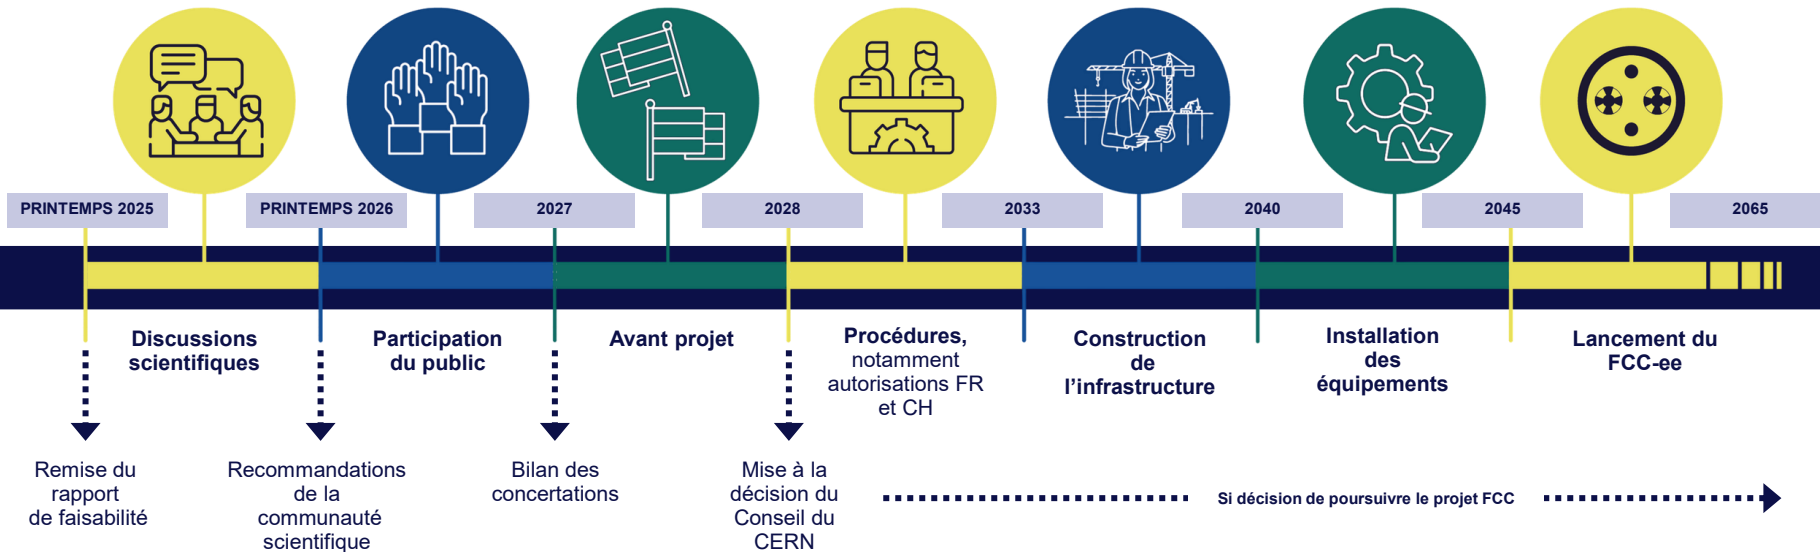 PRINTEMPS 2025
PRINTEMPS 2026
2027
2028
2033
2040
2045
2065
Discussions
scientifiques
Participation
du public
Avant projet
Procédures,
notamment
autorisations FR
et CH
Construction
de
l’infrastructure
Installation
des
équipements
Lancement du
FCC-ee
Remise du
rapport
de faisabilité
Recommandations
de la
communauté
scientifique
Bilan des
concertations
Mise à la
décision du
Conseil du
CERN
Si décision de poursuivre le projet FCC